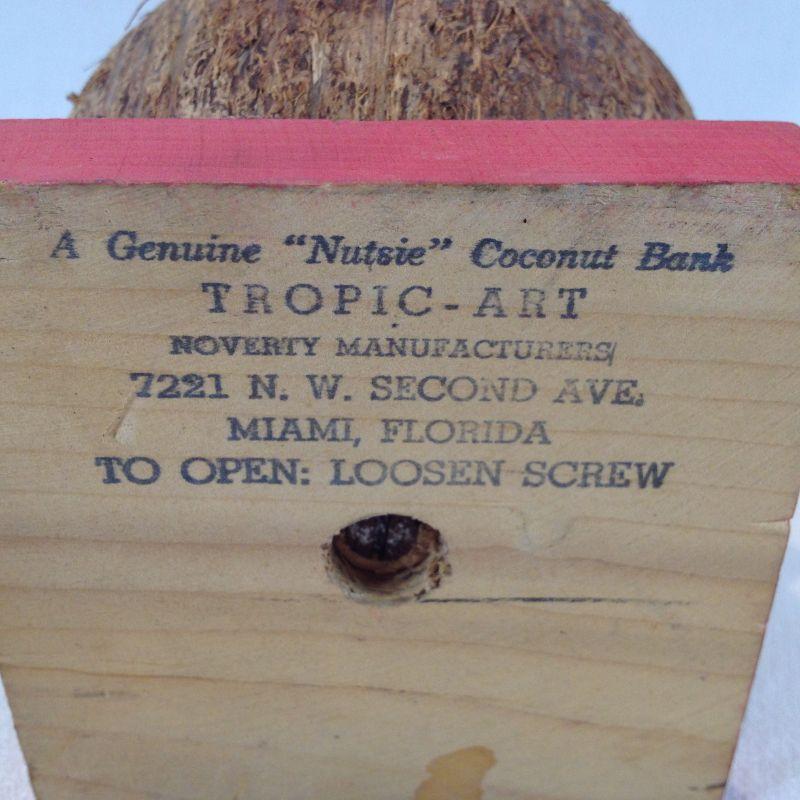 A Genuine “Nutsie” Coconut Bank
TROPIC-ART
NOVERTY MANUFACTURERS
7221 N. W. SECOND AVE.
MIAMI, FLORIDA
TO OPEN: LOOSEN SCREW